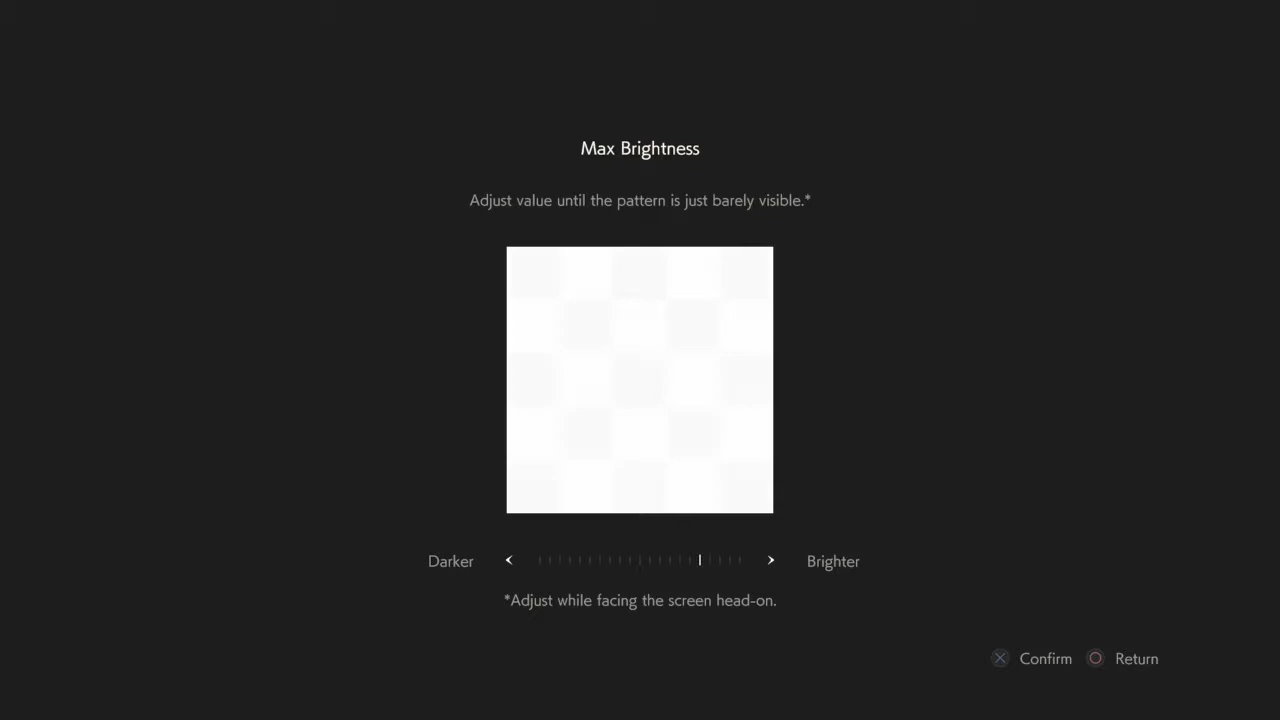 Max Brightness
Adjust value until the pattern is just barely visible.*
Darker
Brighter
*Adjust while facing the screen head-on.
Confirm
Return